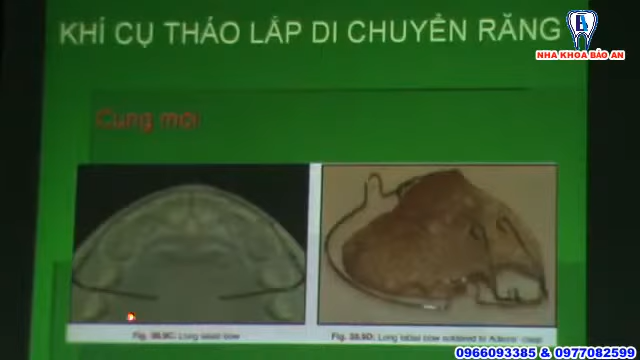 KHÍ CỤ THÁO LẮP DI CHUYỂN RĂNG
NHA KHOA BẢO AN
Cung môi
Fig. 38.9C: Long labial bow
Fig. 38.9D: Long labial bow soldered to Adams' clasp
0966093385 & 0977082599